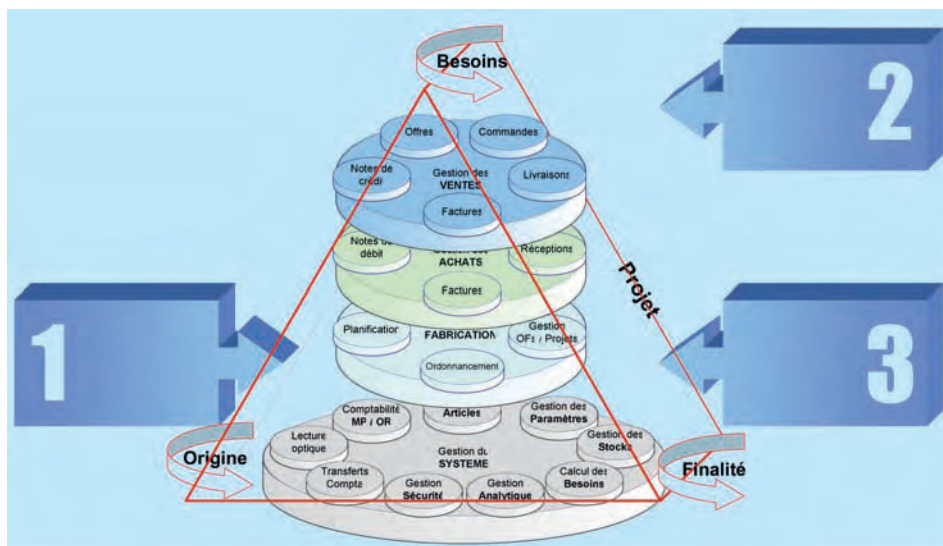 Besoins
2
Offres
Commandes
Notes de
crédit
Gestion des
VENTES
Livraisons
Factures
Notes de
débit
ACHATS
Réceptions
Factures
Projet
1
Planification
FABRICATION
Gestion
OFs / Projets
Ordonnancement
3
Comptabilité
MP / OR
Articles
Gestion des
Paramètres
Origine
Lecture
optique
Gestion du
SYSTEME
Gestion des
Stocks
Finalité
Transferts
Compta
Gestion
Sécurité
Gestion
Analytique
Calcul des
Besoins